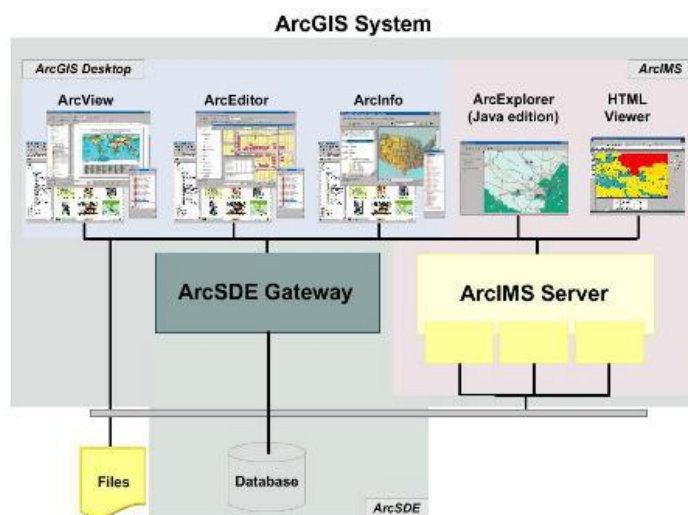 ArcGIS System
ArcGIS Desktop
ArcIMS
ArcView
ArcEditor
ArcInfo
ArcExplorer
(Java edition)
HTML
Viewer
ArcSDE Gateway
ArcIMS Server
Files
Database
ArcSDE